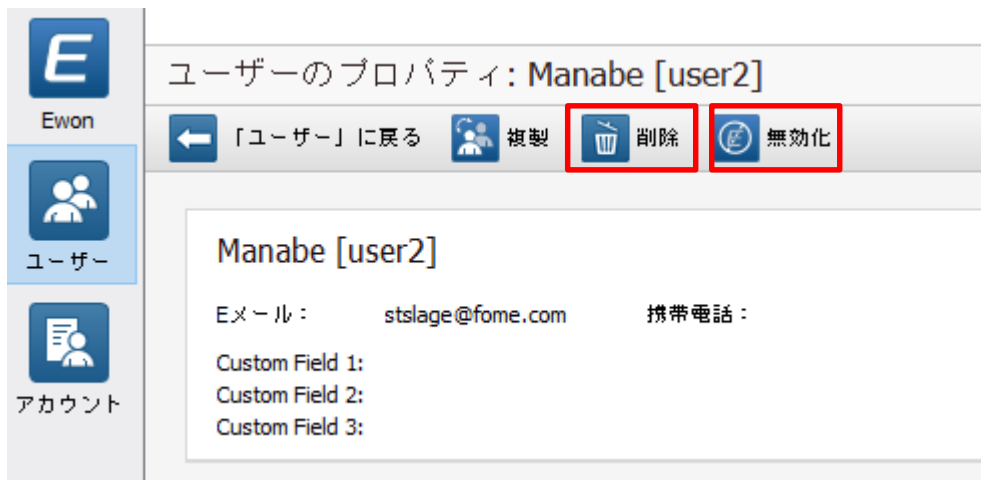 ユーザーのプロパティ: Manabe [user2]
Ewon
「ユーザー」に戻る 複製 削除 無効化
Manabe [user2]
ユーザー
Eメール： stslage@fome.com 携帯電話：
Custom Field 1:
アカウント
Custom Field 2:
Custom Field 3: